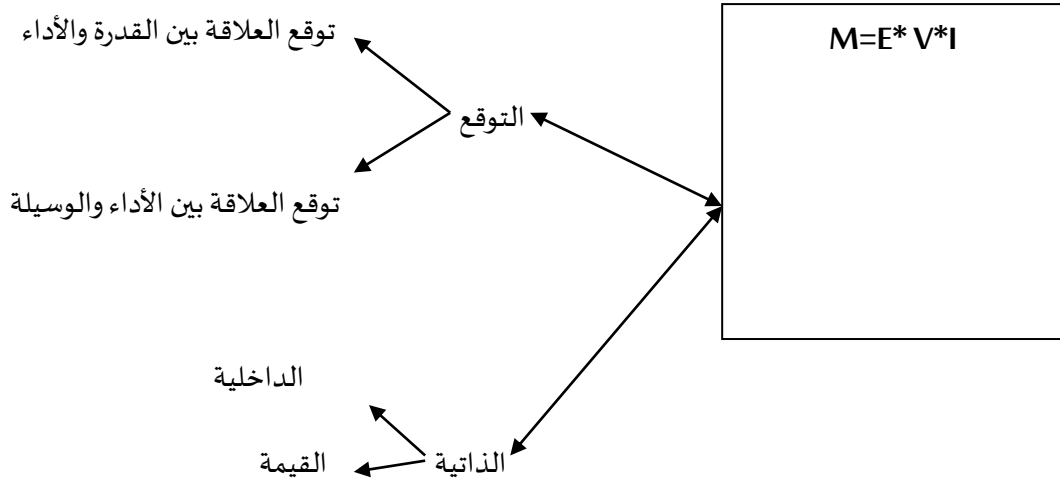 M=E* V*I
توقع العلاقة بين القدرة والأداء
التوقع
توقع العلاقة بين الأداء والوسيلة
الداخلية
الذاتية
القيمة